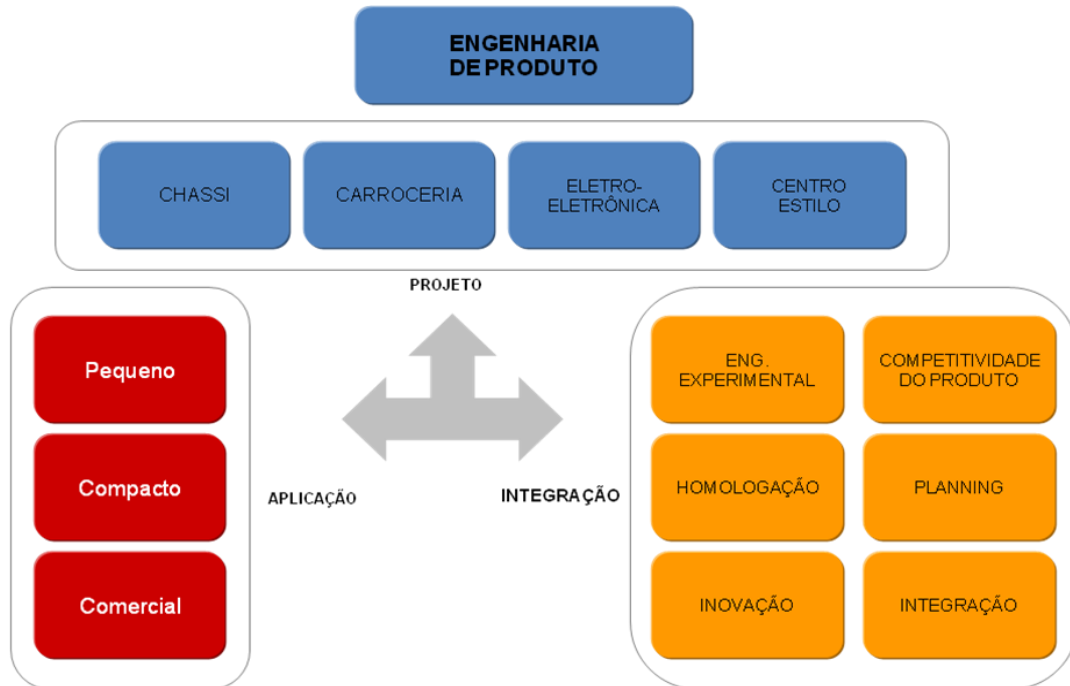 ENGENHARIA
DE PRODUTO
CHASSI
CARROCERIA
ELETRO-
ELETRÔNICA
CENTRO
ESTILO
PROJETO
Pequeno
Compacto
Comercial
APLICAÇÃO
INTEGRAÇÃO
ENG.
EXPERIMENTAL
COMPETITIVIDADE
DO PRODUTO
HOMOLOGAÇÃO
PLANNING
INOVAÇÃO
INTEGRAÇÃO